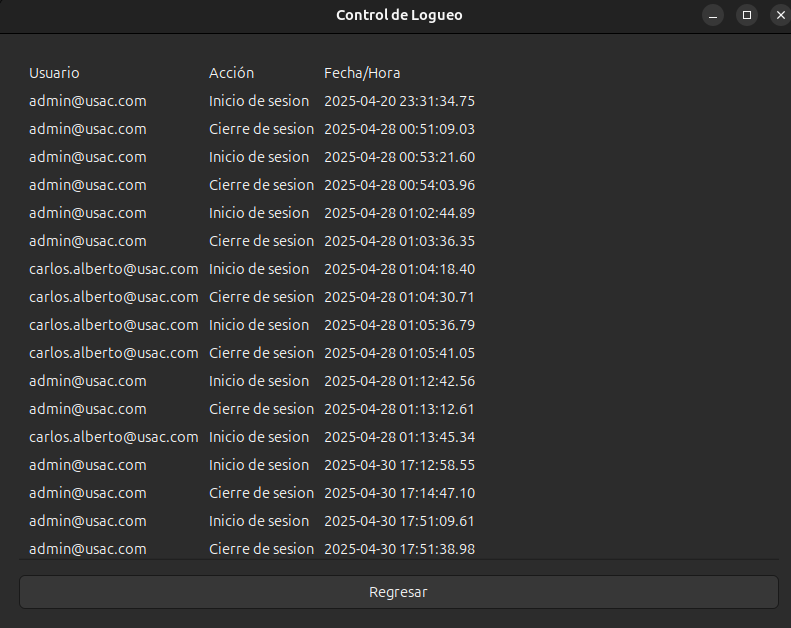 Control de Logueo
Usuario Acción Fecha/Hora
admin@usac.com Inicio de sesion 2025-04-20 23:31:34.75
admin@usac.com Cierre de sesion 2025-04-28 00:51:09.03
admin@usac.com Inicio de sesion 2025-04-28 00:53:21.60
admin@usac.com Cierre de sesion 2025-04-28 00:54:03.96
admin@usac.com Inicio de sesion 2025-04-28 01:02:44.89
admin@usac.com Cierre de sesion 2025-04-28 01:03:36.35
carlos.alberto@usac.com Inicio de sesion 2025-04-28 01:04:18.40
carlos.alberto@usac.com Cierre de sesion 2025-04-28 01:04:30.71
carlos.alberto@usac.com Inicio de sesion 2025-04-28 01:05:36.79
carlos.alberto@usac.com Cierre de sesion 2025-04-28 01:05:41.05
admin@usac.com Inicio de sesion 2025-04-28 01:12:42.56
admin@usac.com Cierre de sesion 2025-04-28 01:13:12.61
carlos.alberto@usac.com Inicio de sesion 2025-04-28 01:13:45.34
admin@usac.com Inicio de sesion 2025-04-30 17:12:58.55
admin@usac.com Cierre de sesion 2025-04-30 17:14:47.10
admin@usac.com Inicio de sesion 2025-04-30 17:51:09.61
admin@usac.com Cierre de sesion 2025-04-30 17:51:38.98
Regresar